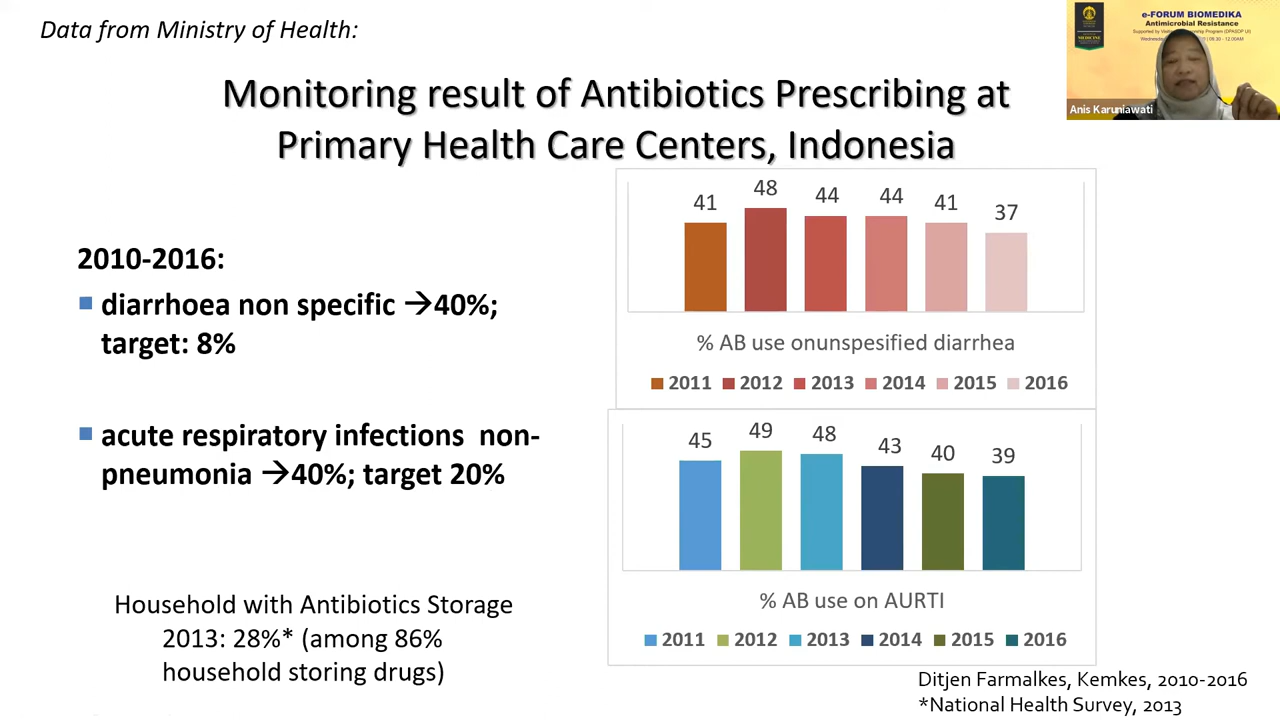 Data from Ministry of Health:
e-FORUM BIOMEDIKA
Antimicrobial Resistance
Anis Karuniawati
Monitoring result of Antibiotics Prescribing at
Primary Health Care Centers, Indonesia
2010-2016:
diarrhoea non specific →40%;
target: 8%
acute respiratory infections non-
pneumonia →40%; target 20%
Household with Antibiotics Storage
2013: 28%* (among 86%
household storing drugs)
41 48 44 44 41 37
% AB use onunspesified diarrhea
2011 2012 2013 2014 2015 2016
45 49 48 43 40 39
% AB use on AURTI
2011 2012 2013 2014 2015 2016
Ditjen Farmalkes, Kemkes, 2010-2016
*National Health Survey, 2013